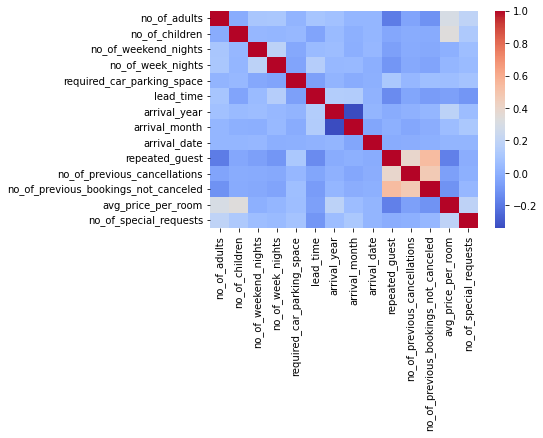 no_of_adults
no_of_children
no_of_weekend_nights
no_of_week_nights
required_car_parking_space
lead_time
arrival_year
arrival_month
arrival_date
repeated_guest
no_of_previous_cancellations
no_of_previous_bookings_not_canceled
avg_price_per_room
no_of_special_requests
no_of_adults
no_of_children
no_of_weekend_nights
no_of_week_nights
required_car_parking_space
lead_time
arrival_year
arrival_month
arrival_date
repeated_guest
no_of_previous_cancellations
no_of_previous_bookings_not_canceled
avg_price_per_room
no_of_special_requests
1.0
0.8
0.6
0.4
0.2
0.0
−0.2